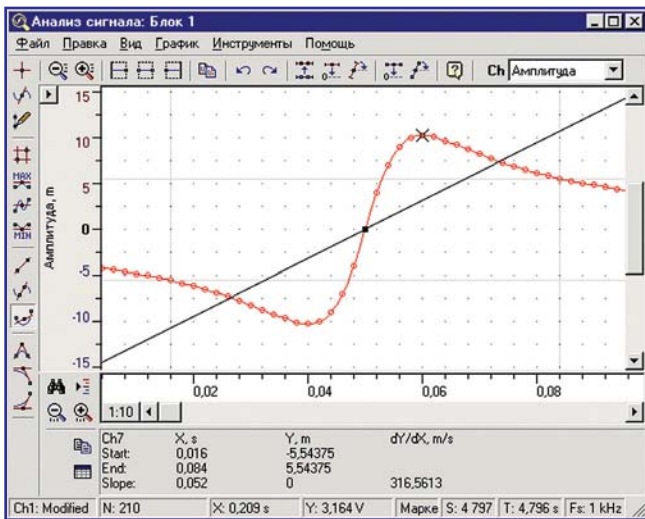 Анализ сигнала: Блок 1
Файл Правка Вид График Инструменты Помощь
Ch Амплитуда
MAX
MIN
Амплитуда, m
15
10
5
0
-5
-10
-15
0,02 0,04 0,06 0,08
1:10
Ch7 X, s Y, m dY/dX, m/s
Start: 0,016 -5,54375
End: 0,084 5,54375
Slope: 0,052 0 316,5613
Ch1: Modified N: 210 X: 0,209 s Y: 3,164 V Марке S: 4 797 T: 4,796 s Fs: 1 kHz